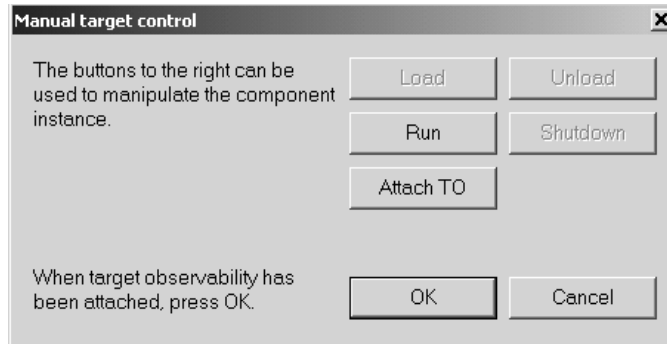 Manual target control
The buttons to the right can be
used to manipulate the component
instance.
Load
Unload
Run
Shutdown
Attach TO
When target observability has
been attached, press OK.
OK
Cancel